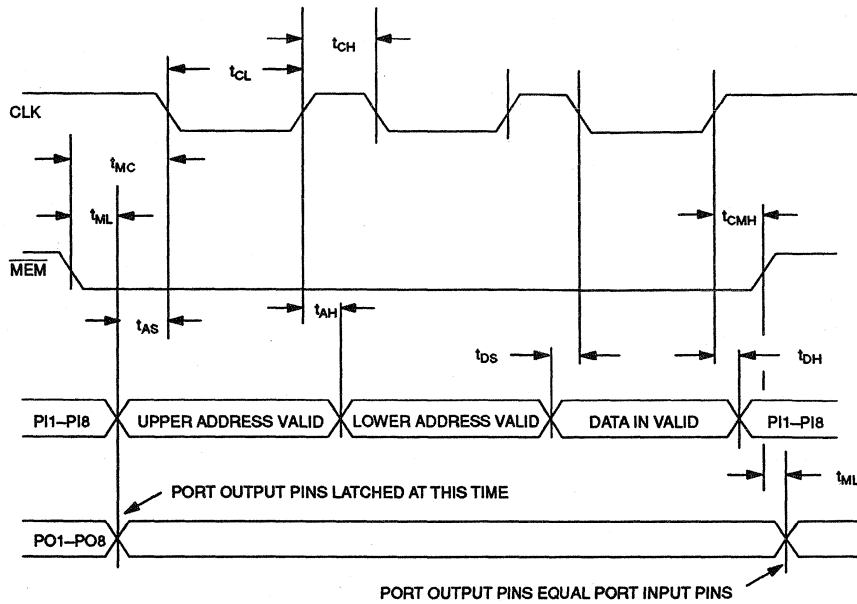 tCH
tCL
CLK
tMC
tML
tCMH
MEM
tAS
tAH
tDS
tDH
PI1–PI8
UPPER ADDRESS VALID
LOWER ADDRESS VALID
DATA IN VALID
PI1–PI8
tML
PORT OUTPUT PINS LATCHED AT THIS TIME
PO1–PO8
PORT OUTPUT PINS EQUAL PORT INPUT PINS